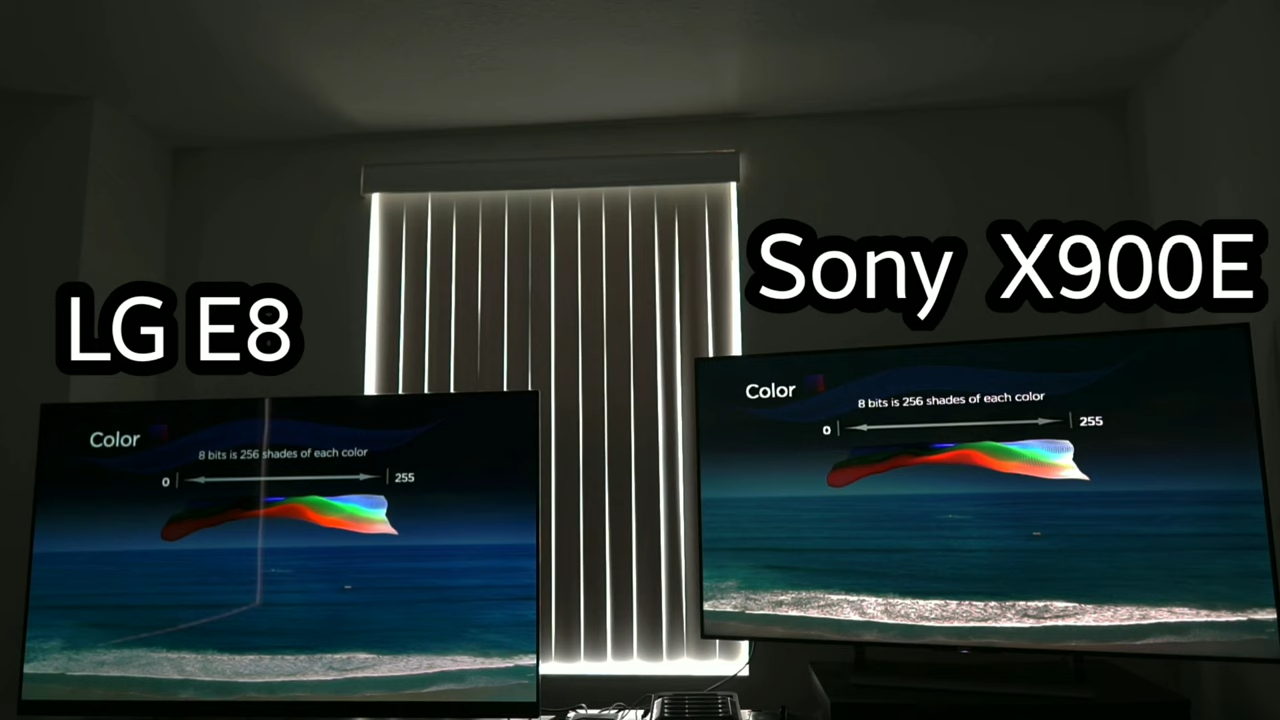 LG E8
Sony X900E
Color
8 bits is 256 shades of each color
0
255
Color
8 bits is 256 shades of each color
0
255